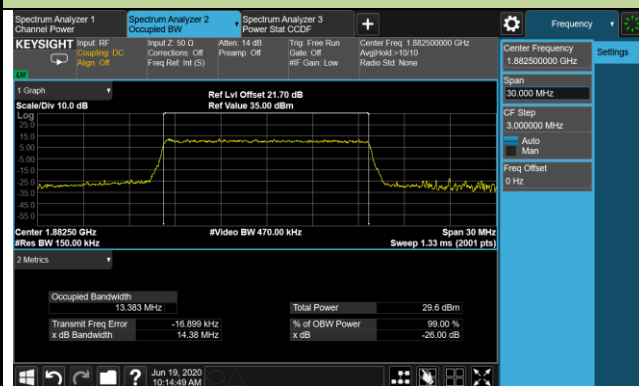 Spectrum Analyzer 1
Channel Power
Spectrum Analyzer 2
Occupied BW
Spectrum Analyzer 3
Power Stat CCDF
+
Frequency
KEYSIGHT
Input: RF
Coupling: DC
Align: Off
Input Z: 50 Ω
Corrections: Off
Freq Ref: Int (S)
Atten: 14 dB
Preamp: Off
Trig: Free Run
Gate: Off
#IF Gain: Low
Center Freq: 1.882500000 GHz
Avg|Hold:>10/10
Radio Std: None
LXI
Center Frequency
1.882500000 GHz
Settings
Span
30.000 MHz
CF Step
3.000000 MHz
Auto
Man
Freq Offset
0 Hz
1 Graph
Scale/Div 10.0 dB
Ref Lvl Offset 21.70 dB
Ref Value 35.00 dBm
Log
25.0
15.0
5.00
-5.00
-15.0
-25.0
-35.0
-45.0
-55.0
Center 1.88250 GHz
#Res BW 150.00 kHz
#Video BW 470.00 kHz
Span 30 MHz
Sweep 1.33 ms (2001 pts)
2 Metrics
Occupied Bandwidth
13.383 MHz
Total Power 29.6 dBm
Transmit Freq Error -16.899 kHz
% of OBW Power 99.00 %
x dB Bandwidth 14.38 MHz
x dB -26.00 dB
?
Jun 19, 2020
10:14:49 AM